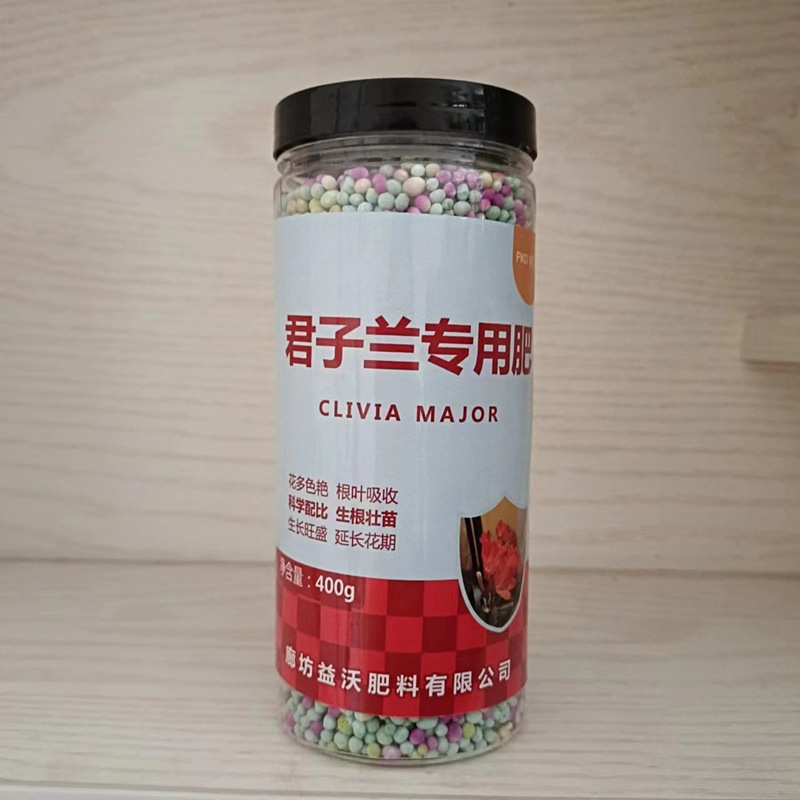 PKD
君子兰专用肥
CLIVIA MAJOR
花多色艳 根叶吸收
科学配比 生根壮苗
生长旺盛 延长花期
净含量：400g
廊坊益沃肥料有限公司